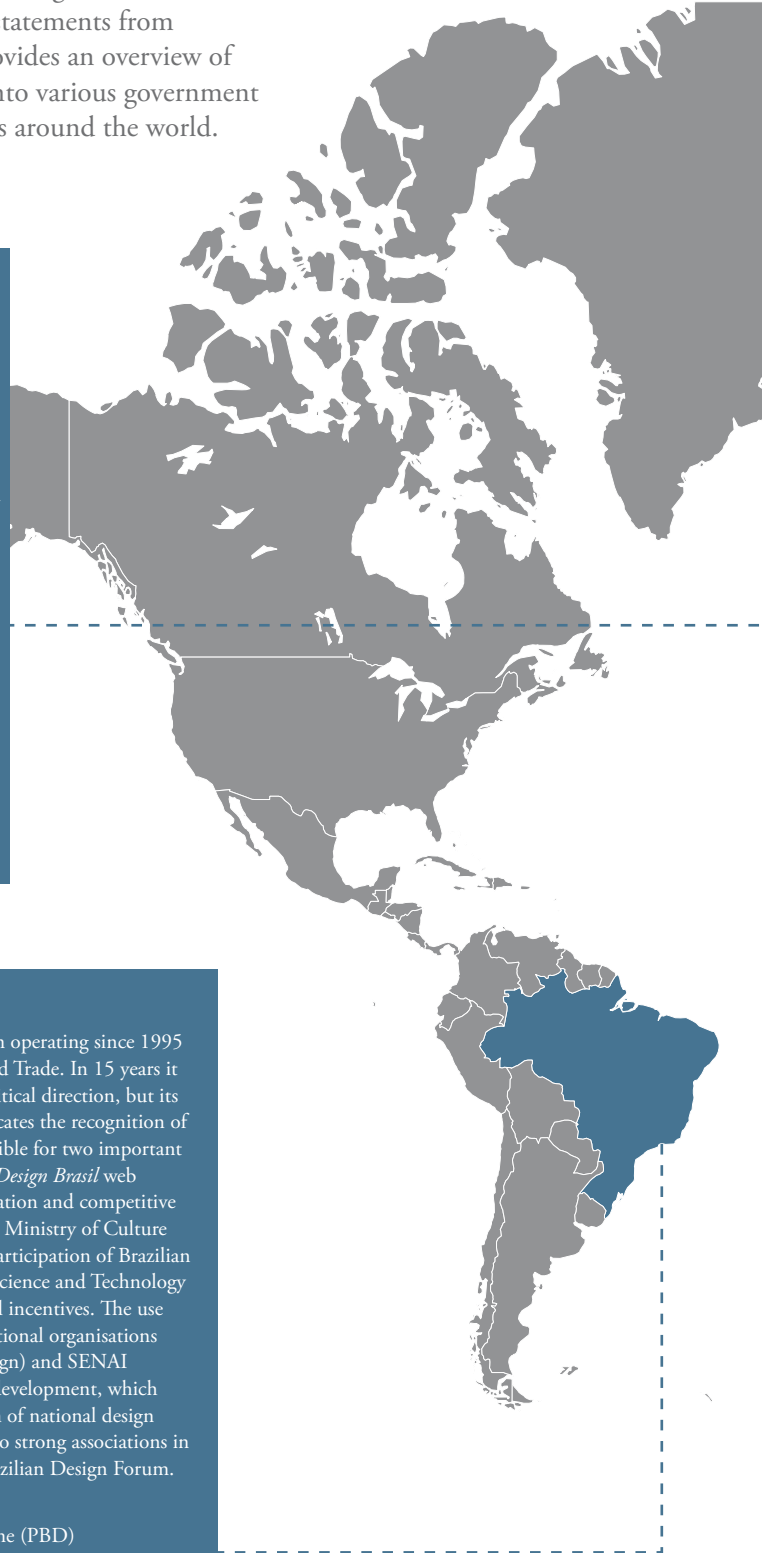 statements from
ovides an overview of
nto various government
s around the world.
n operating since 1995
d Trade. In 15 years it
tical direction, but its
cates the recognition of
ible for two important
Design Brasil web
ation and competitive
Ministry of Culture
articipation of Brazilian
cience and Technology
l incentives. The use
tional organisations
gn) and SENAI
evelopment, which
n of national design
o strong associations in
zilian Design Forum.
ne (PBD)